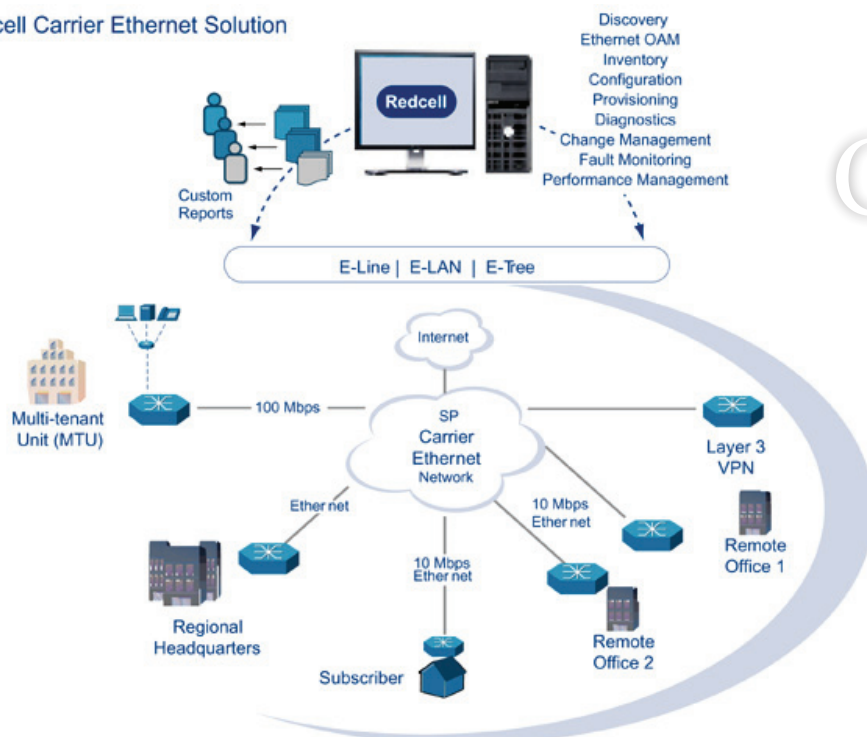 cell Carrier Ethernet Solution
Redcell
Discovery
Ethernet OAM
Inventory
Configuration
Provisioning
Diagnostics
Change Management
Fault Monitoring
Performance Management
Custom
Reports
E-Line | E-LAN | E-Tree
Internet
Multi-tenant
Unit (MTU)
100 Mbps
SP
Carrier
Ethernet
Network
Layer 3
VPN
Ether net
10 Mbps
Ether net
10 Mbps
Ether net
Remote
Office 1
Regional
Headquarters
Remote
Office 2
Subscriber